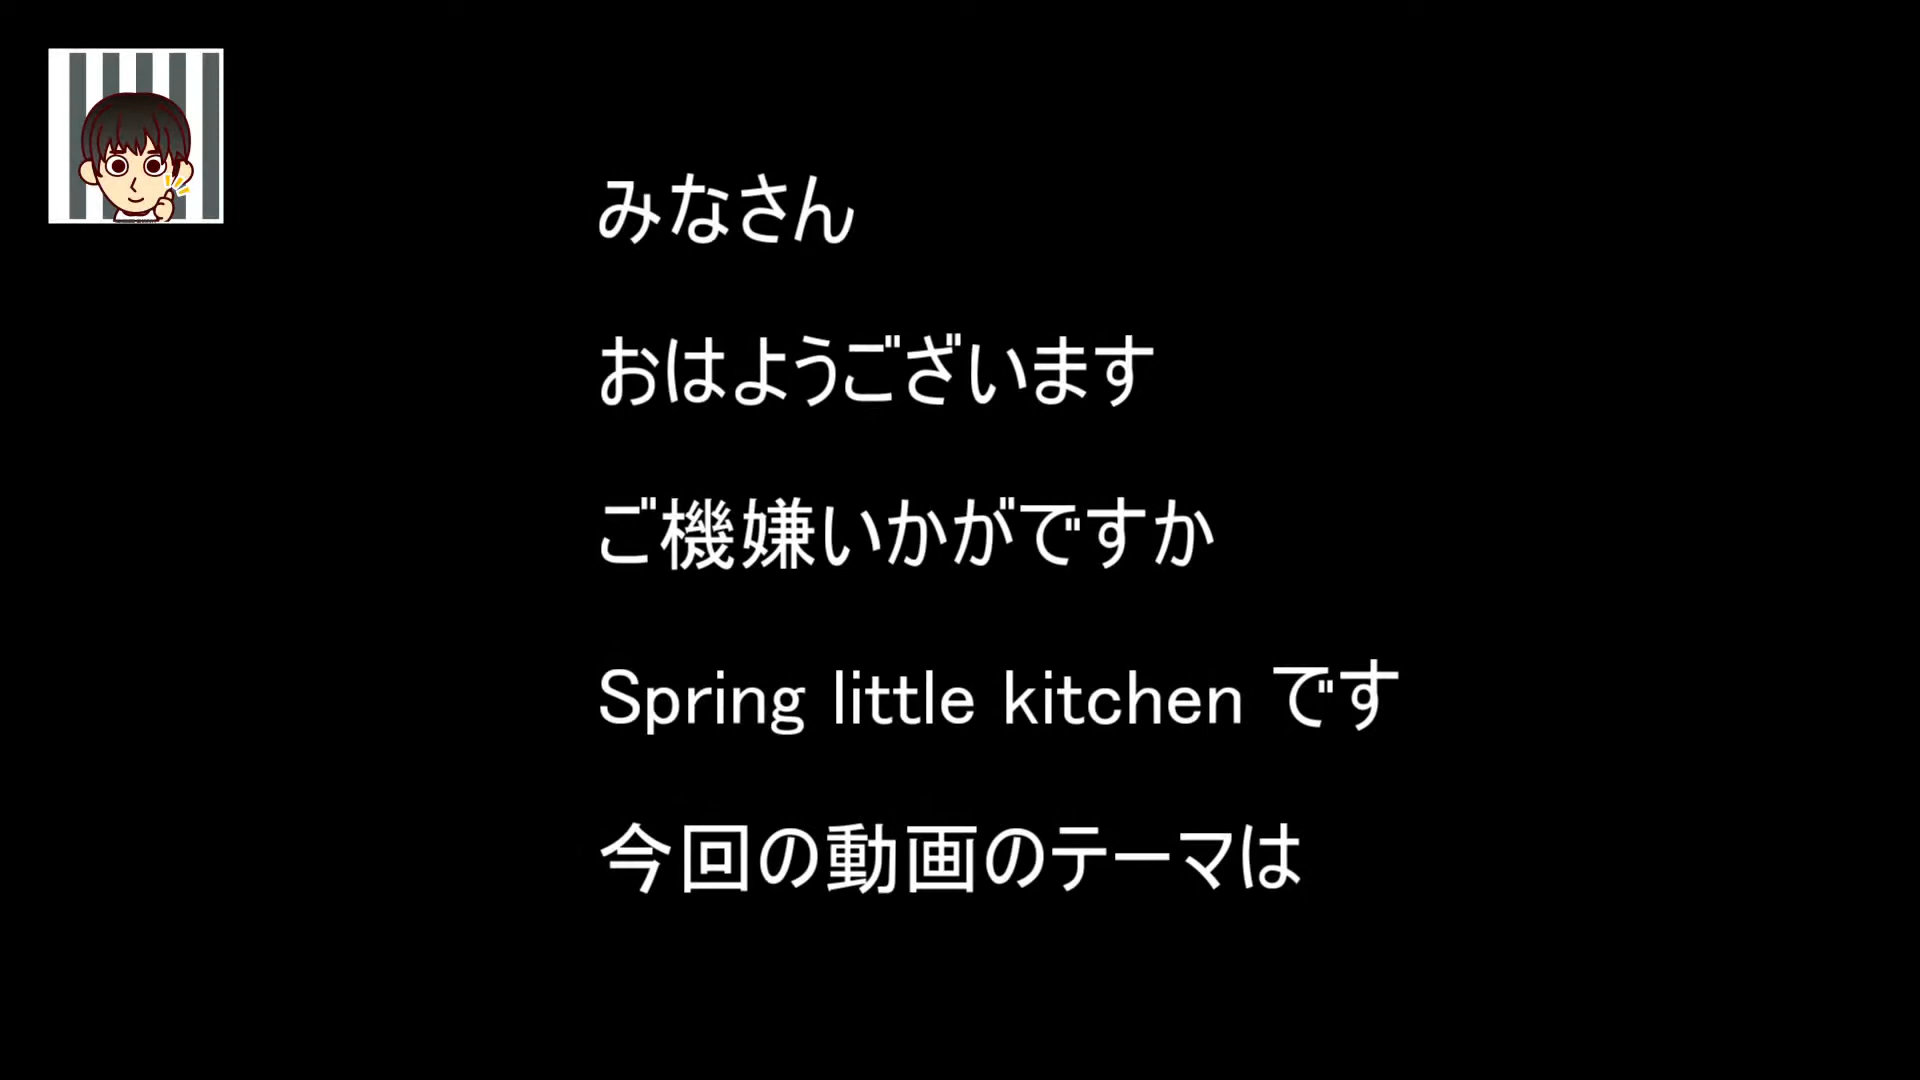 みなさん
おはようございます
ご機嫌いかがですか
Spring little kitchen です
今回の動画のテーマは